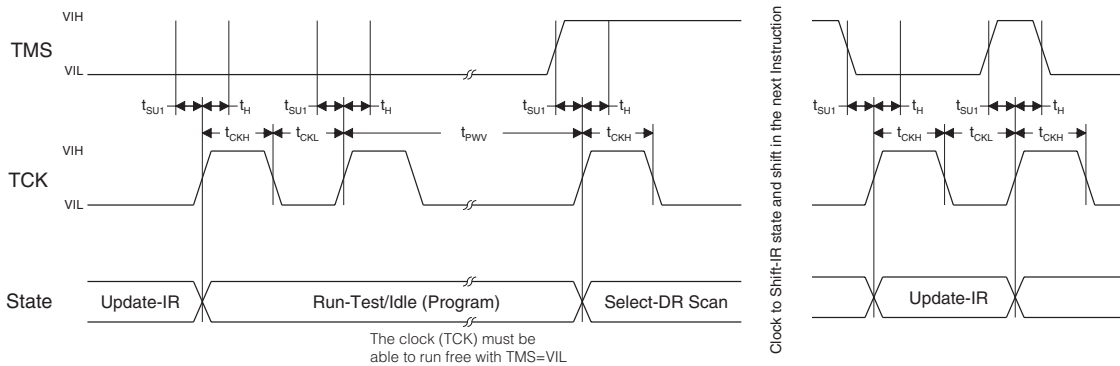 VIH
TMS
VIL
tSU1 tH tSU1 tH tSU1 tH tSU1 tH tSU1 tH
tCKH tCKL tPWV tCKH tCKH tCKL tCKH
VIH
TCK
VIL
State Update-IR Run-Test/Idle (Program) Select-DR Scan Update-IR
The clock (TCK) must be
able to run free with TMS=VIL
Clock to Shift-IR state and shift in the next Instruction